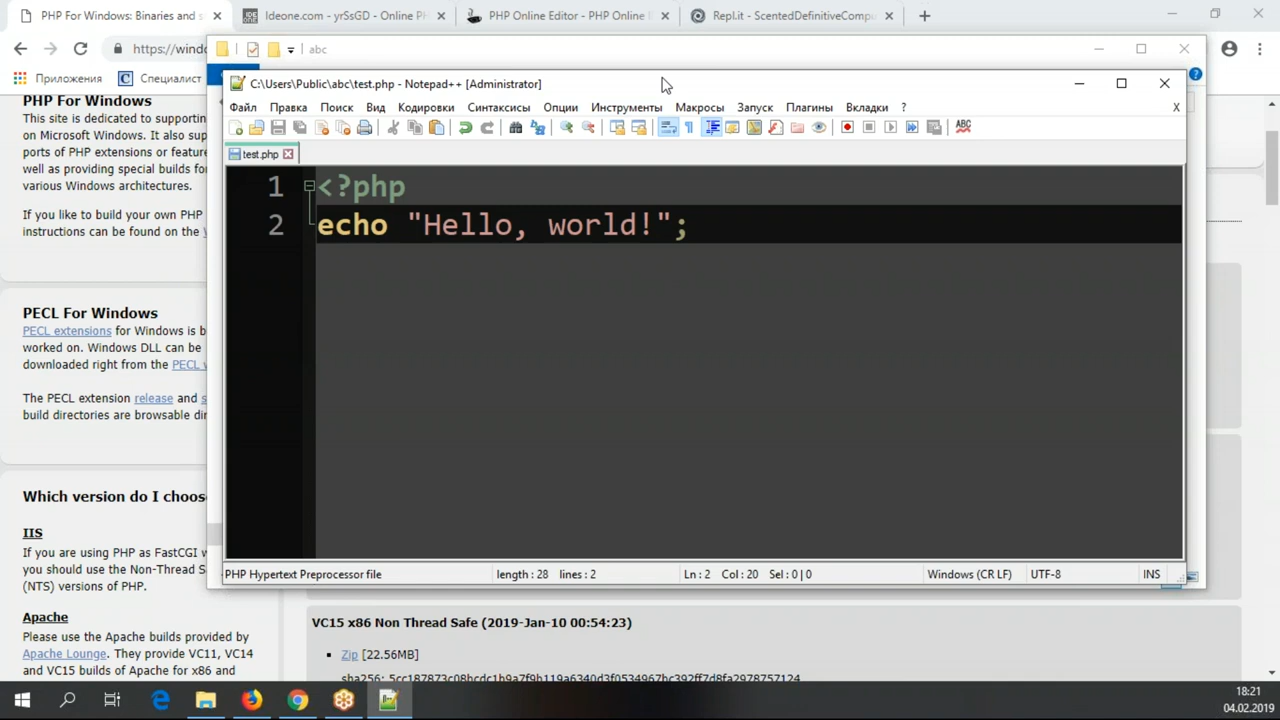 PHP For Windows: Binaries and s
Ideone.com - yrSsGD - Online PH
PHP Online Editor - PHP Online I
Repl.it - ScentedDefinitiveCompu
https://windo
abc
Приложения
Специалист
C:\Users\Public\abc\test.php - Notepad++ [Administrator]
Файл Правка Поиск Вид Кодировки Синтаксисы Опции Инструменты Макросы Запуск Плагины Вкладки ? X
ABC
test.php
1 <?php
2 echo "Hello, world!";
PHP Hypertext Preprocessor file length : 28 lines : 2 Ln : 2 Col : 20 Sel : 0 | 0 Windows (CR LF) UTF-8 INS
PHP For Windows
This site is dedicated to supportin
on Microsoft Windows. It also sup
ports of PHP extensions or feature
well as providing special builds fo
various Windows architectures.
If you like to build your own PHP
instructions can be found on the
PECL For Windows
PECL extensions for Windows is b
worked on. Windows DLL can be
downloaded right from the PECL
The PECL extension release and s
build directories are browsable dir
Which version do I choos
IIS
If you are using PHP as FastCGI w
you should use the Non-Thread S
(NTS) versions of PHP.
Apache
Please use the Apache builds provided by
Apache Lounge. They provide VC11, VC14
and VC15 builds of Apache for x86 and
VC15 x86 Non Thread Safe (2019-Jan-10 00:54:23)
Zip [22.56MB]
18:21
04.02.2019